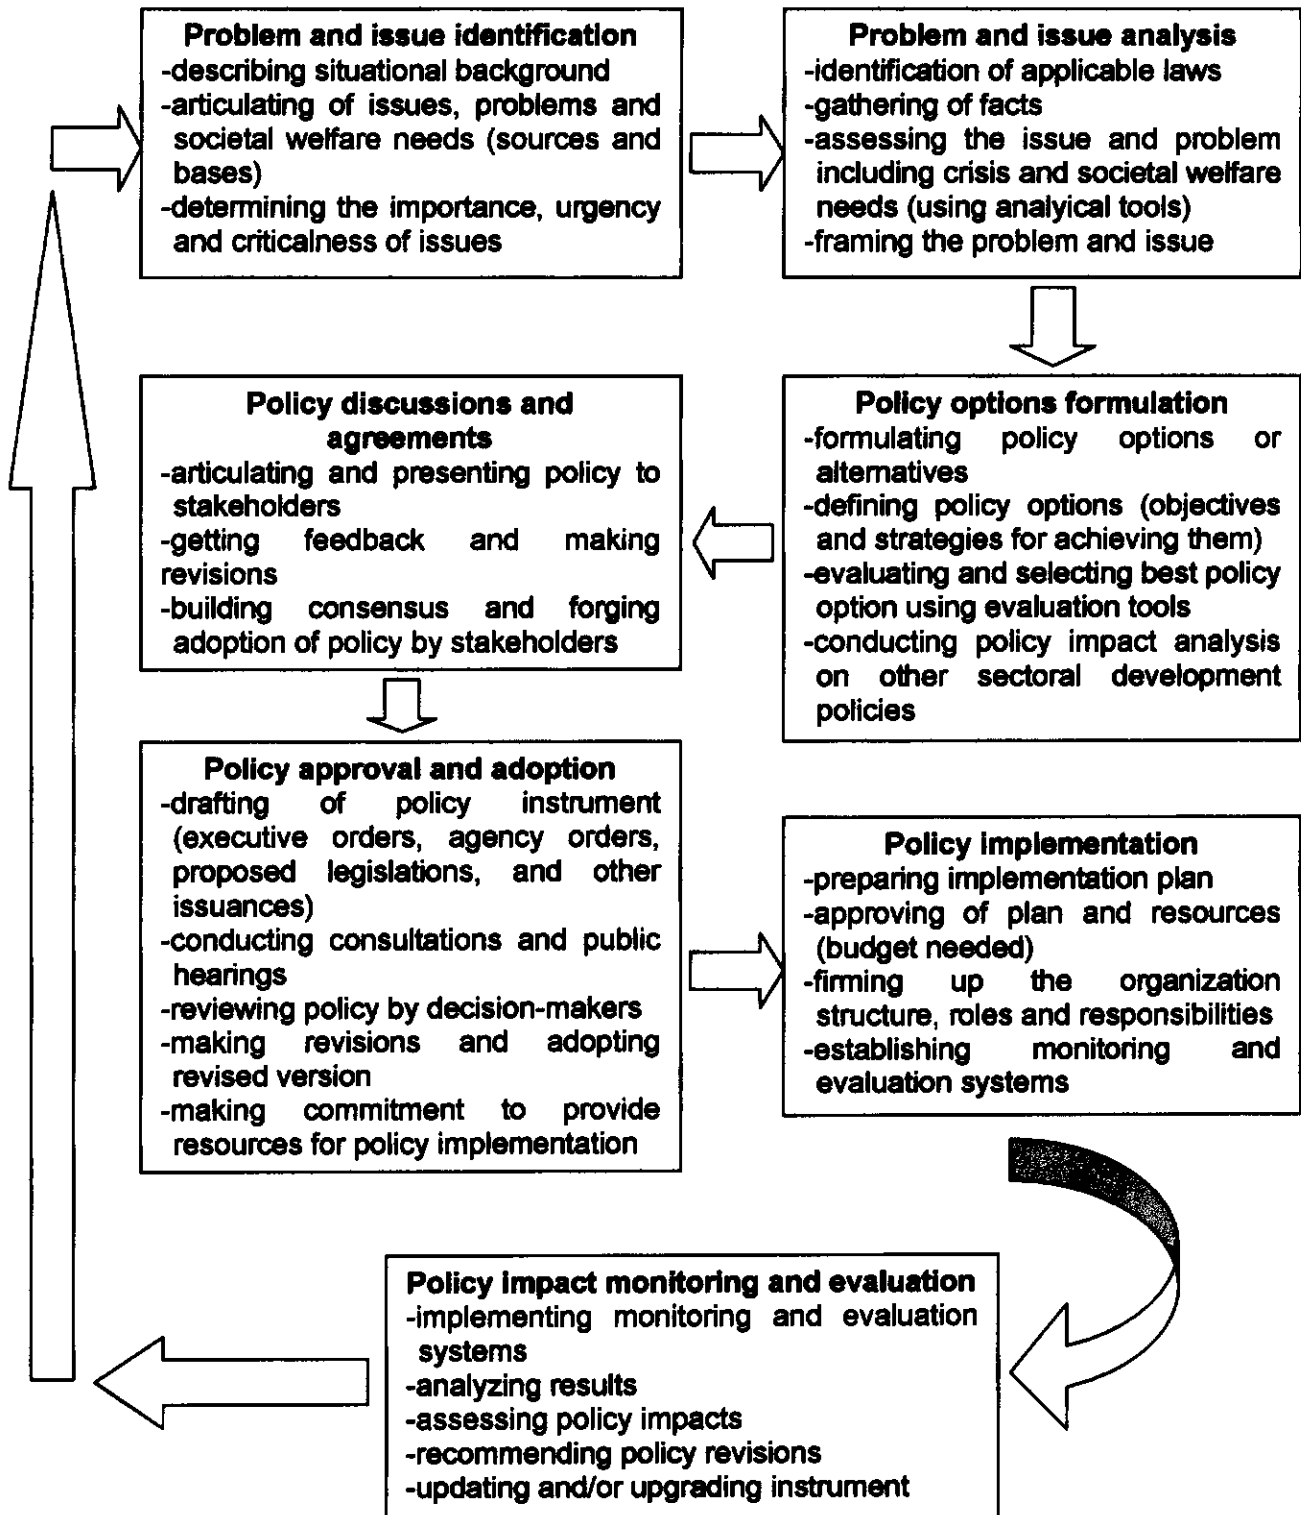 Problem and issue identification
-describing situational background
-articulating of issues, problems and
societal welfare needs (sources and
bases)
-determining the importance, urgency
and criticalness of issues
Problem and issue analysis
-identification of applicable laws
-gathering of facts
-assessing the issue and problem
including crisis and societal welfare
needs (using analyical tools)
-framing the problem and issue
Policy options formulation
-formulating policy options or
alternatives
-defining policy options (objectives
and strategies for achieving them)
-evaluating and selecting best policy
option using evaluation tools
-conducting policy impact analysis
on other sectoral development
policies
Policy discussions and
agreements
-articulating and presenting policy to
stakeholders
-getting feedback and making
revisions
-building consensus and forging
adoption of policy by stakeholders
Policy approval and adoption
-drafting of policy instrument
(executive orders, agency orders,
proposed legislations, and other
issuances)
-conducting consultations and public
hearings
-reviewing policy by decision-makers
-making revisions and adopting
revised version
-making commitment to provide
resources for policy implementation
Policy implementation
-preparing implementation plan
-approving of plan and resources
(budget needed)
-firming up the organization
structure, roles and responsibilities
-establishing monitoring and
evaluation systems
Policy impact monitoring and evaluation
-implementing monitoring and evaluation
systems
-analyzing results
-assessing policy impacts
-recommending policy revisions
-updating and/or upgrading instrument